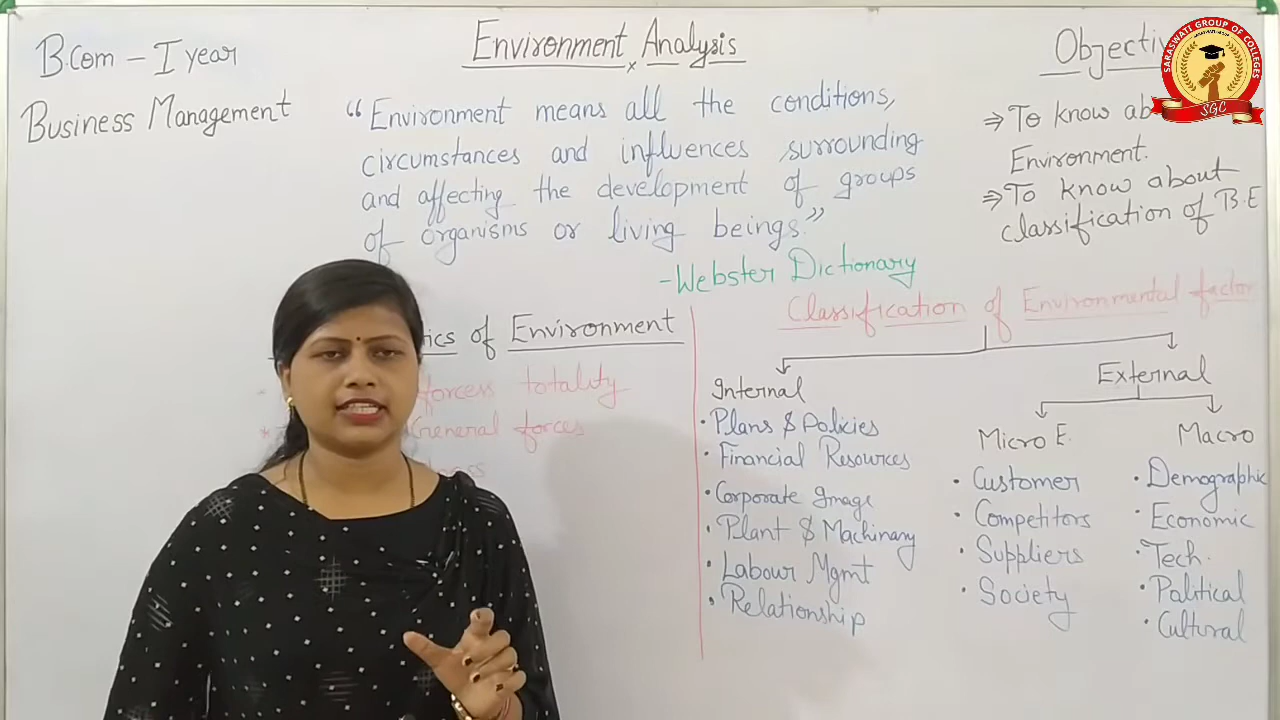 B.Com - I year
Business Management
Environment Analysis
"Environment means all the conditions,
circumstances and influences surrounding
and affecting the development of groups
of organisms or living beings."
- Webster Dictionary
Objectiv
⇒ To know ab
Environment.
⇒ To know about
classification of B.E
SARASWATI GROUP OF COLLEGES
SGC
tics of Environment
* forcess tortality
* General forces
Classification of Environmental factor
Internal
• Plans & Policies
• Financial Resources
• Corporate Image
• Plant & Machinary
• Labour Mgmt
• Relationship
External
Micro E.
• Customer
• Competitors
• Suppliers
• Society
Macro
• Demographic
• Economic
• Tech.
• Political
• Cultural